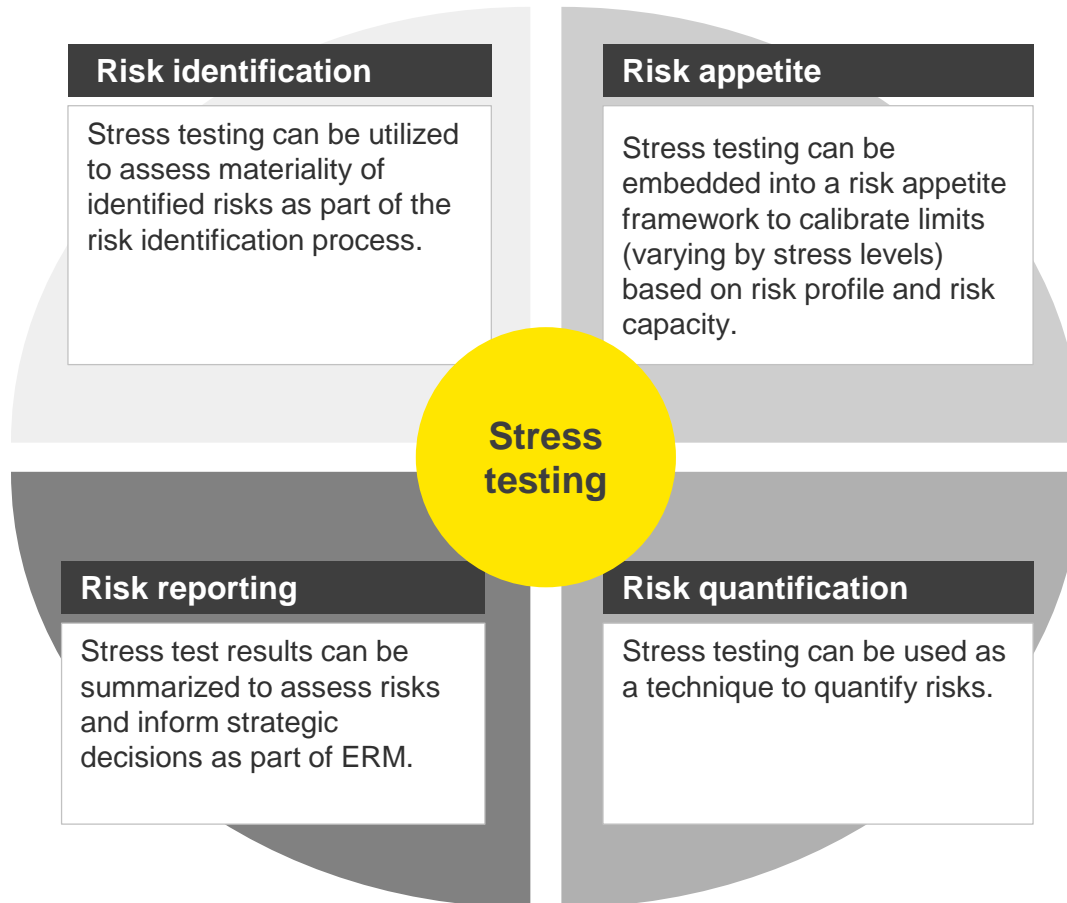 Risk identification
Stress testing can be utilized
to assess materiality of
identified risks as part of the
risk identification process.
Risk appetite
Stress testing can be
embedded into a risk appetite
framework to calibrate limits
(varying by stress levels)
based on risk profile and risk
capacity.
Stress
testing
Risk reporting
Stress test results can be
summarized to assess risks
and inform strategic
decisions as part of ERM.
Risk quantification
Stress testing can be used as
a technique to quantify risks.